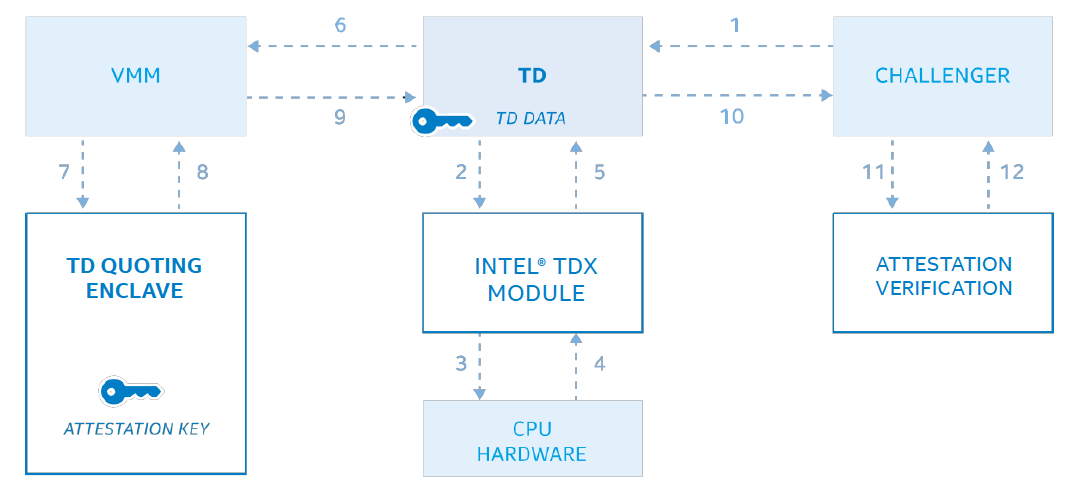 6
1
VMM
TD
CHALLENGER
9
TD DATA
10
7
8
2
5
11
12
TD QUOTING
ENCLAVE
INTEL® TDX
MODULE
ATTESTATION
VERIFICATION
3
4
ATTESTATION KEY
CPU
HARDWARE